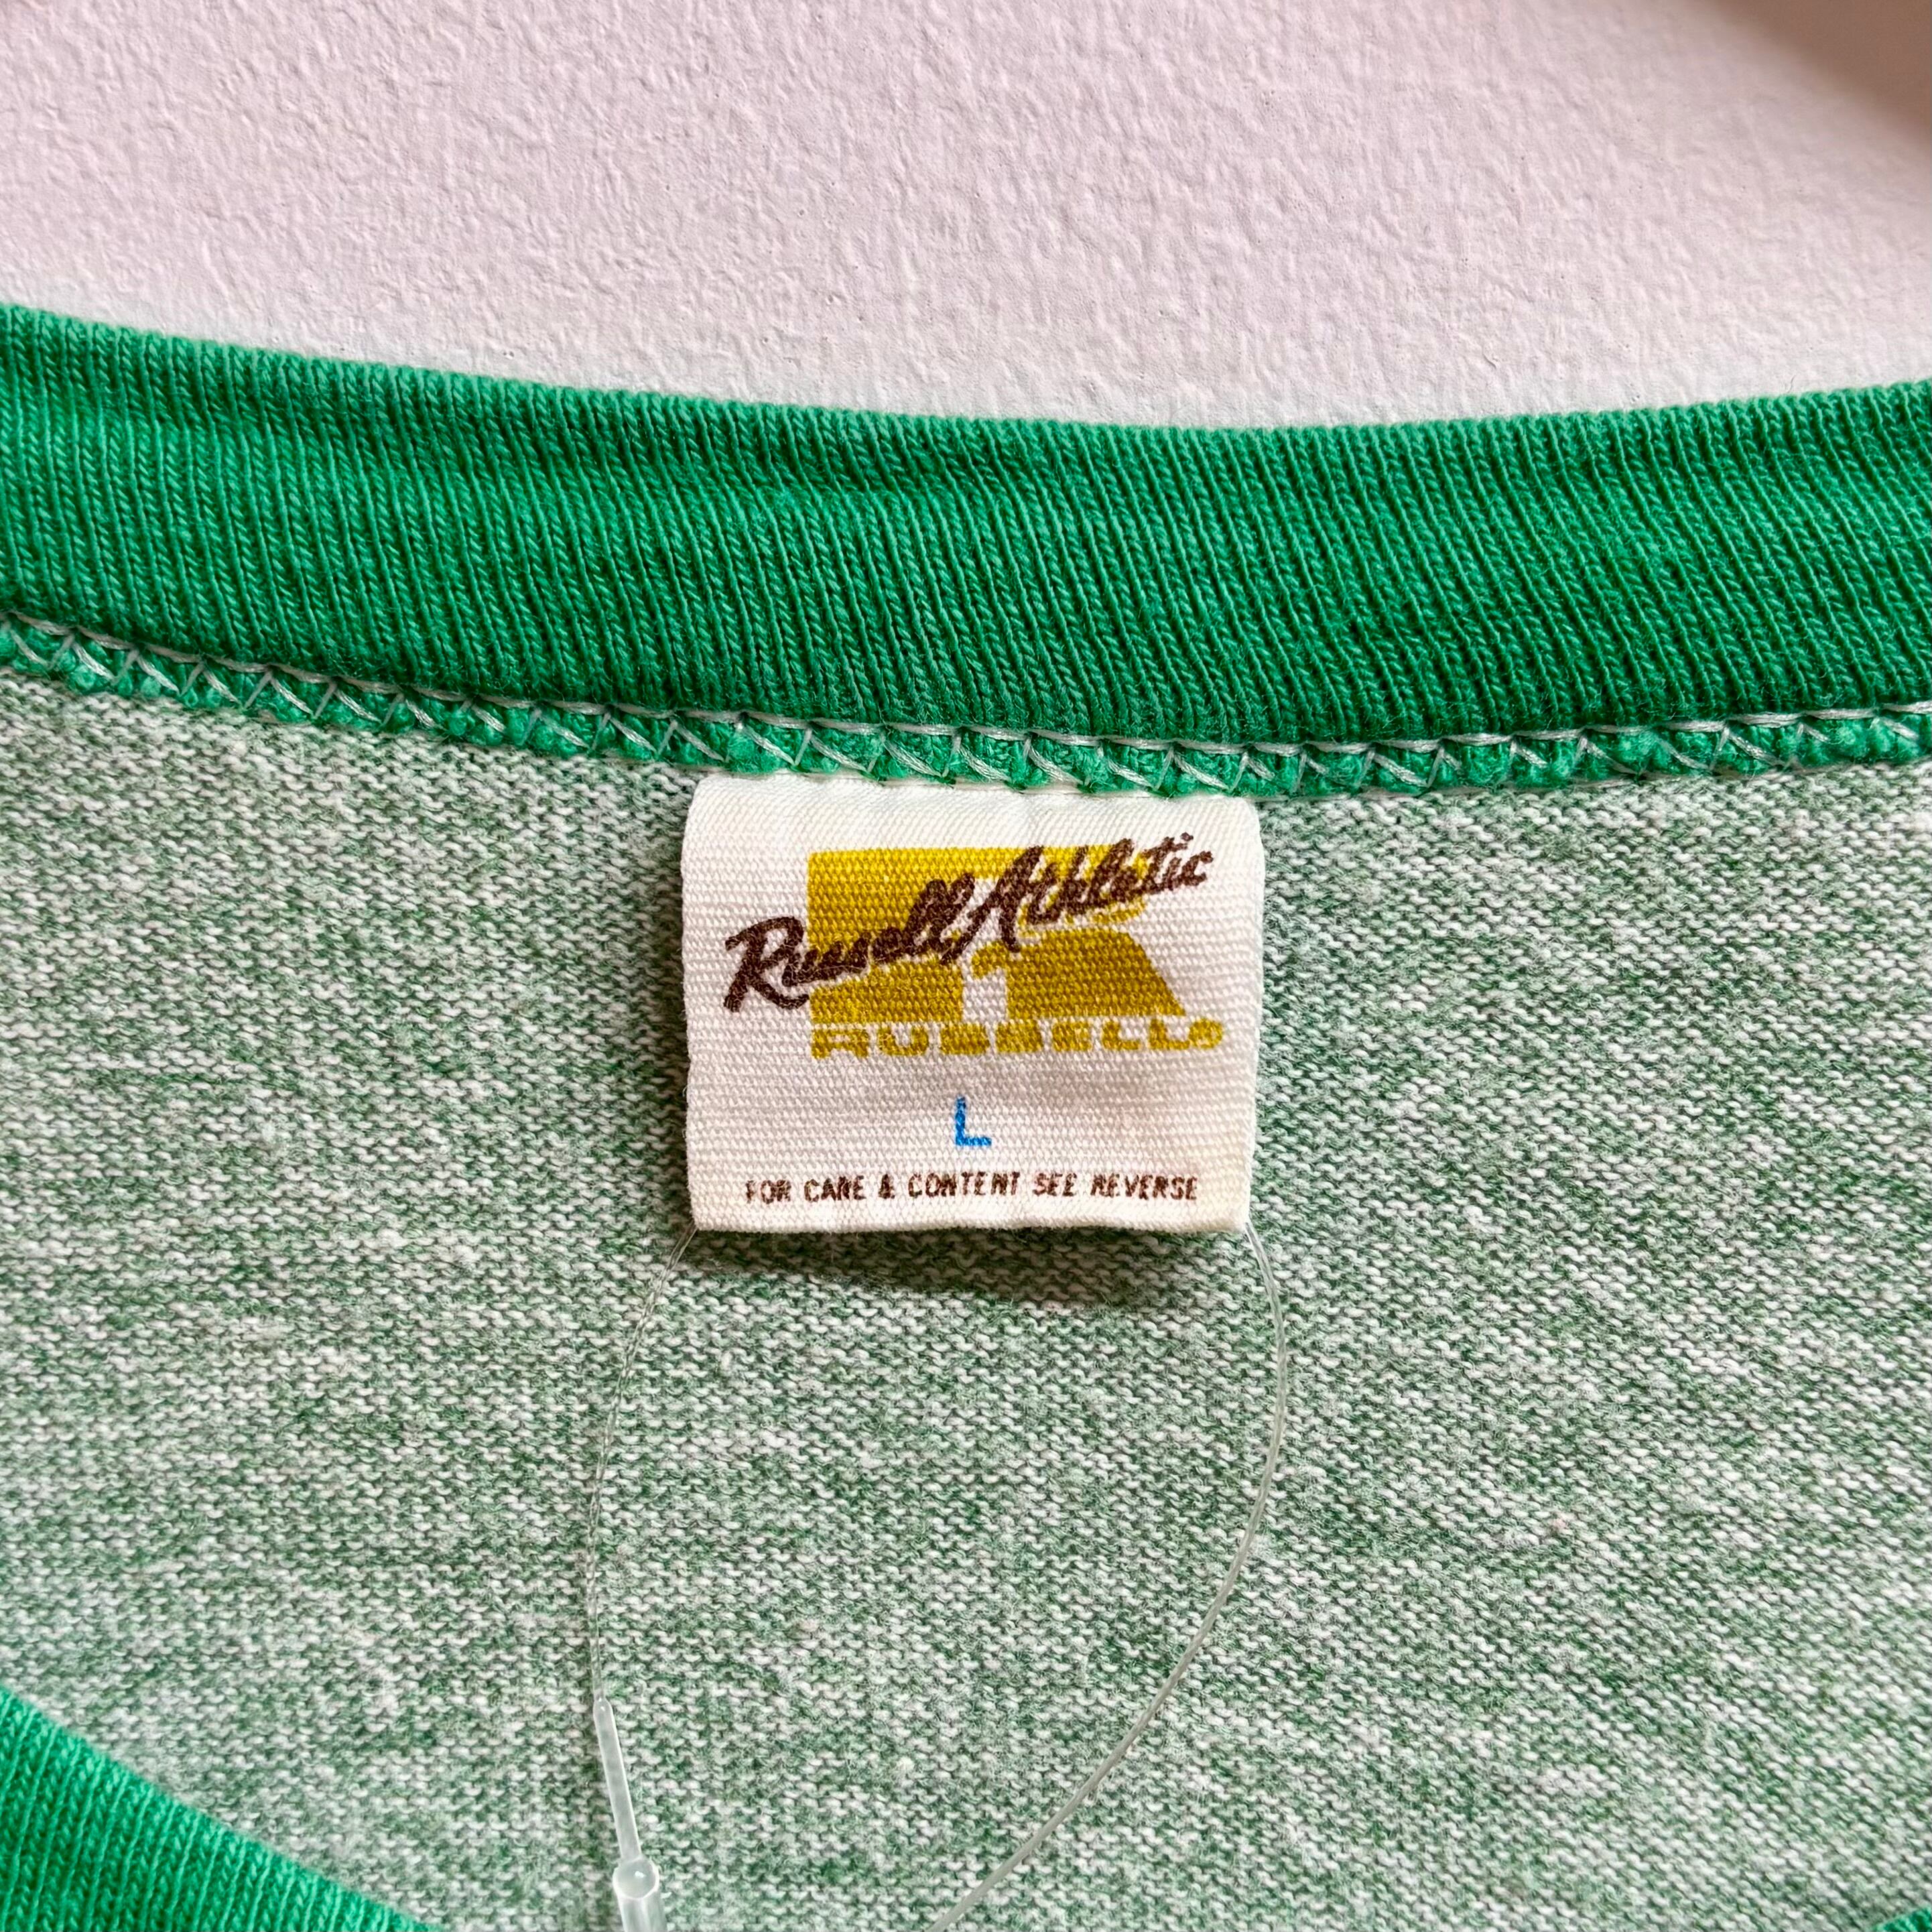 Russell Athletic
RUSSELL®
L
FOR CARE & CONTENT SEE REVERSE